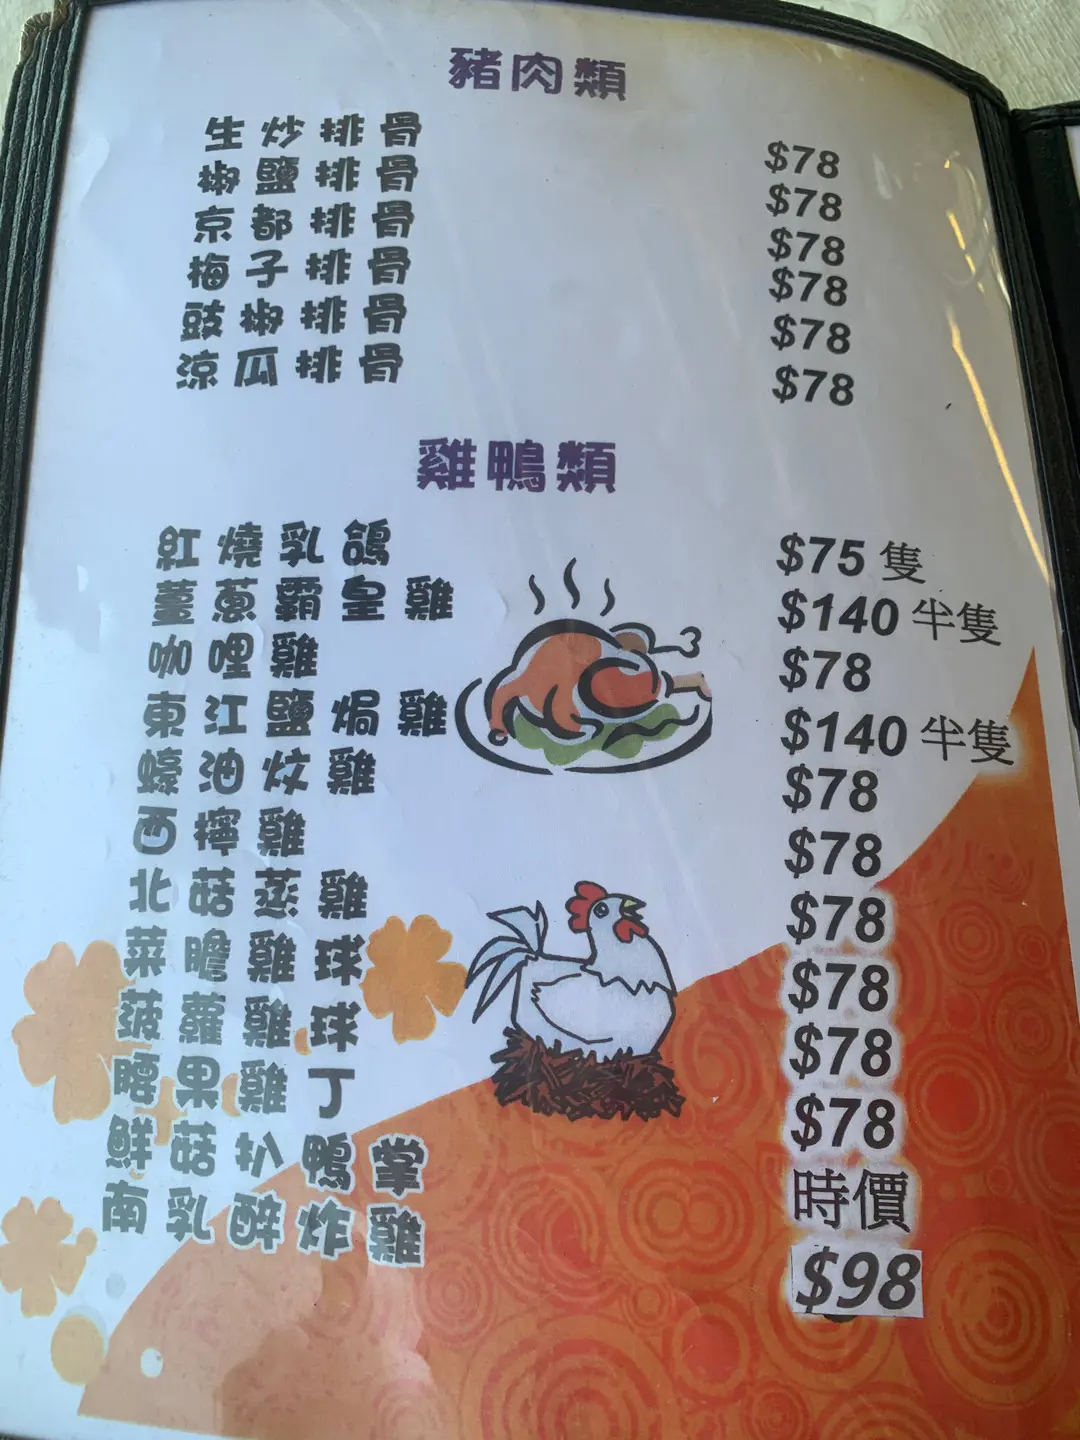 豬肉類
生炒排骨 $78
椒鹽排骨 $78
京都排骨 $78
梅子排骨 $78
豉椒排骨 $78
涼瓜排骨 $78
雞鴨類
紅燒乳鴿 $75 隻
薑蔥霸皇雞 $140 半隻
咖哩雞 $78
東江鹽焗雞 $140 半隻
蠔油炆雞 $78
西檸雞 $78
北菇蒸雞 $78
菜膽雞球 $78
菠蘿雞球 $78
腰果雞丁 $78
鮮菇扒鴨掌 時價
南乳醉炸雞 $98